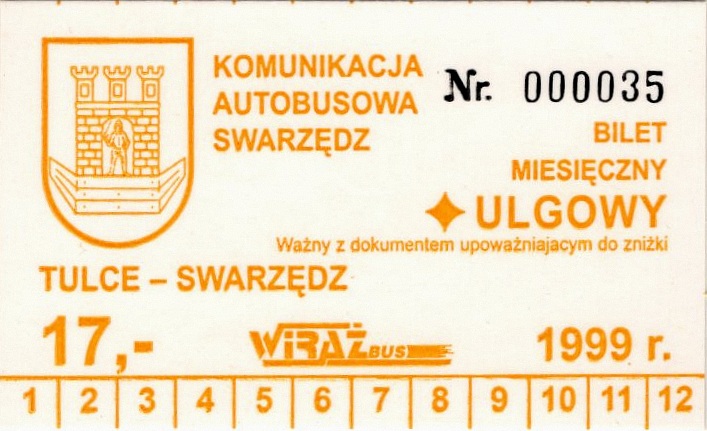 KOMUNIKACJA
AUTOBUSOWA
SWARZĘDZ
Nr. 000035
BILET
MIESIĘCZNY
ULGOWY
Ważny z dokumentem upoważniajacym do zniżki
TULCE – SWARZĘDZ
17,-
WiRAŻ BUS
1999 r.
1 2 3 4 5 6 7 8 9 10 11 12